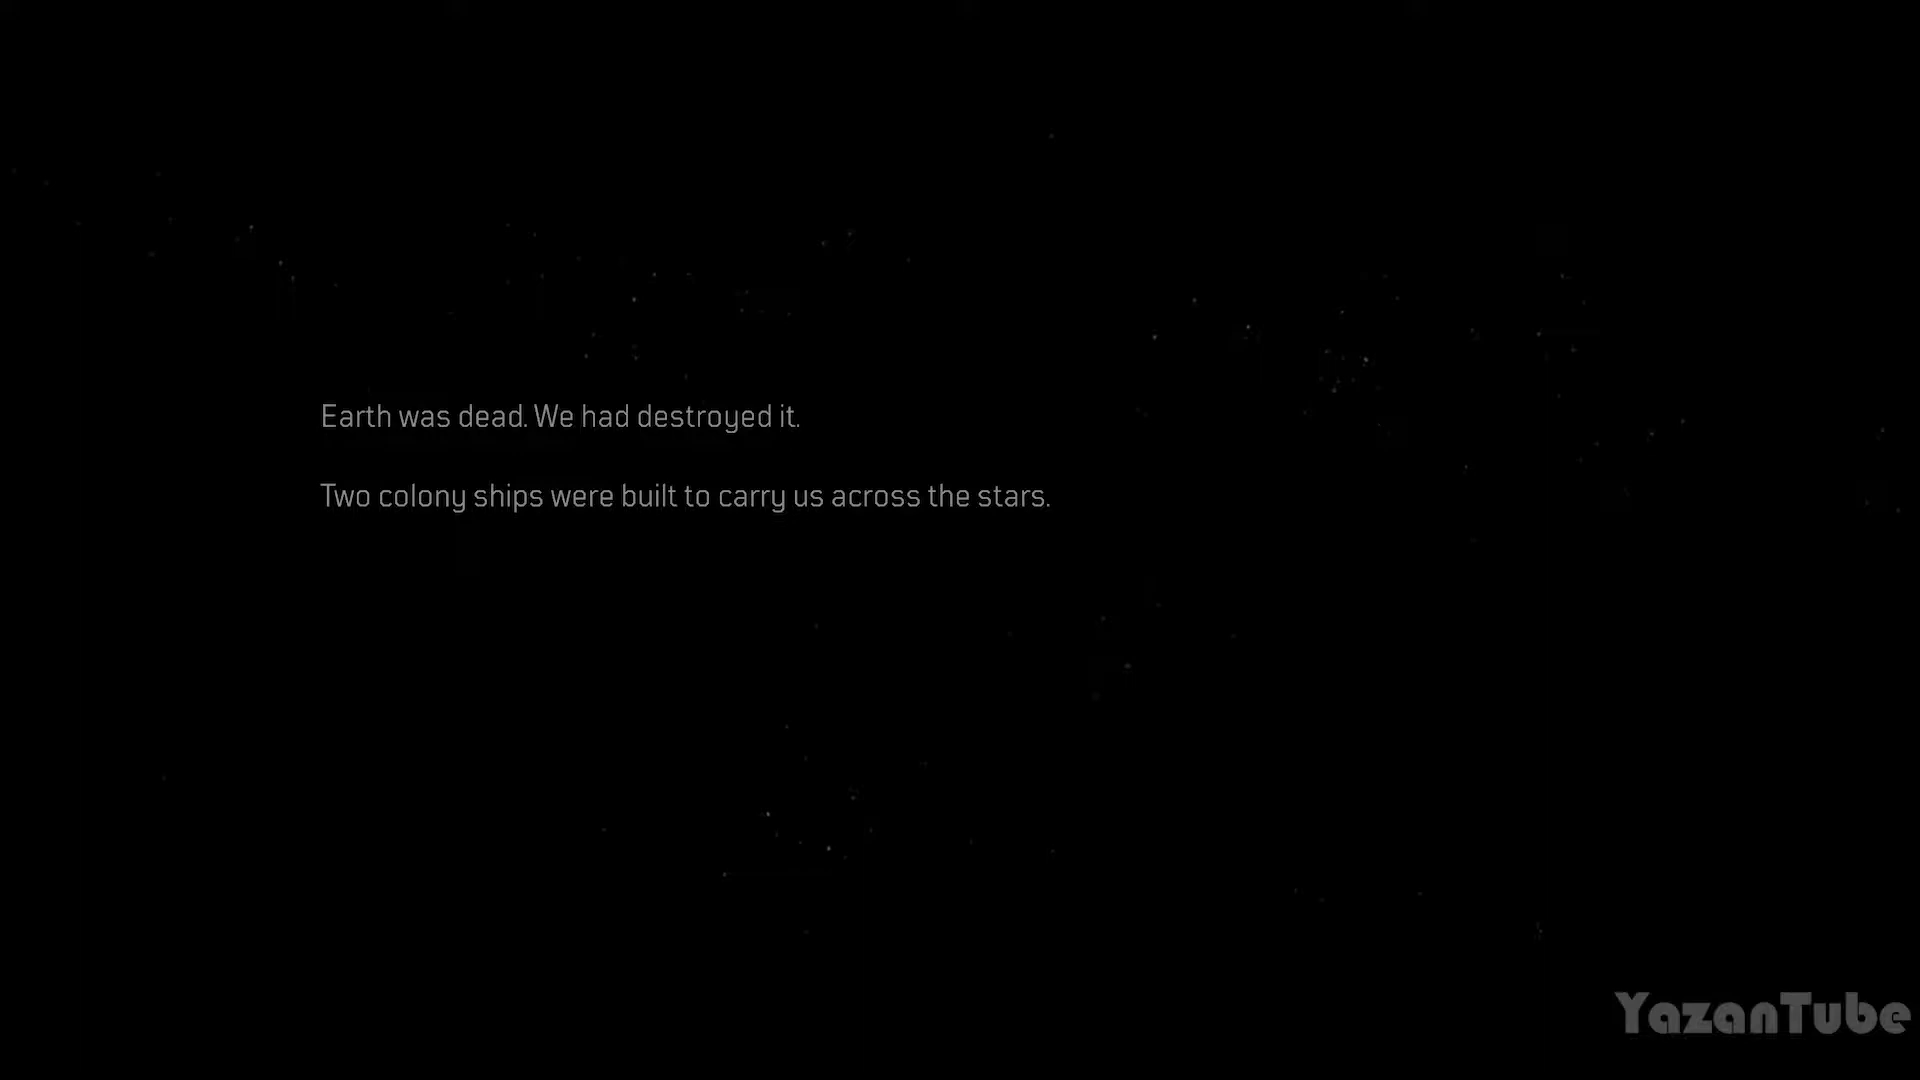 Earth was dead. We had destroyed it.
Two colony ships were built to carry us across the stars.
YazanTube